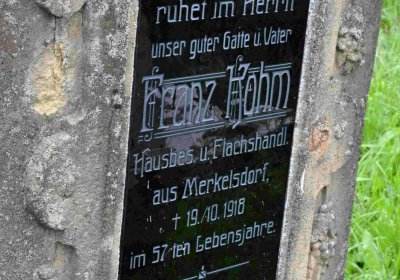 ruhet im Herrn
unser guter Gatte u. Vater
Franz Hohm
Hausbes. u. Flachshändl.
aus Merkelsdorf,
† 19./10. 1918
im 57-ten Lebensjahre.